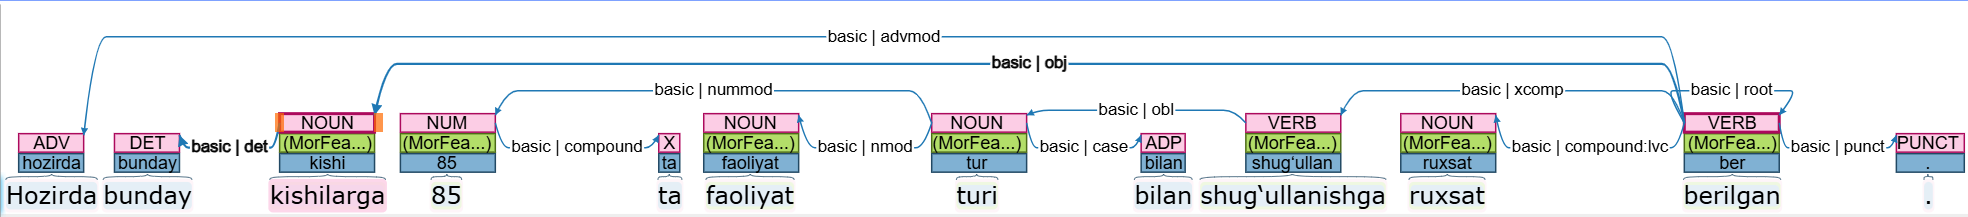 basic | advmod
basic | obj
basic | nummod basic | xcomp basic | root
basic | obl
NOUN NUM NOUN NOUN VERB NOUN VERB
ADV DET (MorFea...) (MorFea...) X (MorFea...) (MorFea...) ADP (MorFea...) (MorFea...) (MorFea...) PUNCT
basic | det basic | compound basic | nmod basic | case basic | compound:lvc basic | punct
hozirda bunday kishi 85 ta faoliyat tur bilan shug‘ullan ruxsat ber .
Hozirda bunday kishilarga 85 ta faoliyat turi bilan shug‘ullanishga ruxsat berilgan .